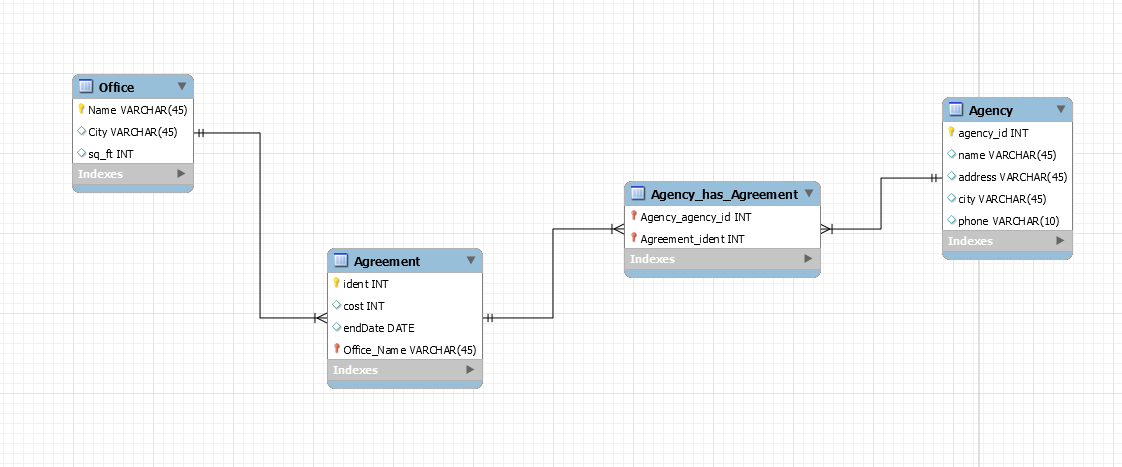 Office
Name VARCHAR(45)
City VARCHAR(45)
sq_ft INT
Indexes
Agreement
ident INT
cost INT
endDate DATE
Office_Name VARCHAR(45)
Indexes
Agency_has_Agreement
Agency_agency_id INT
Agreement_ident INT
Indexes
Agency
agency_id INT
name VARCHAR(45)
address VARCHAR(45)
city VARCHAR(45)
phone VARCHAR(10)
Indexes